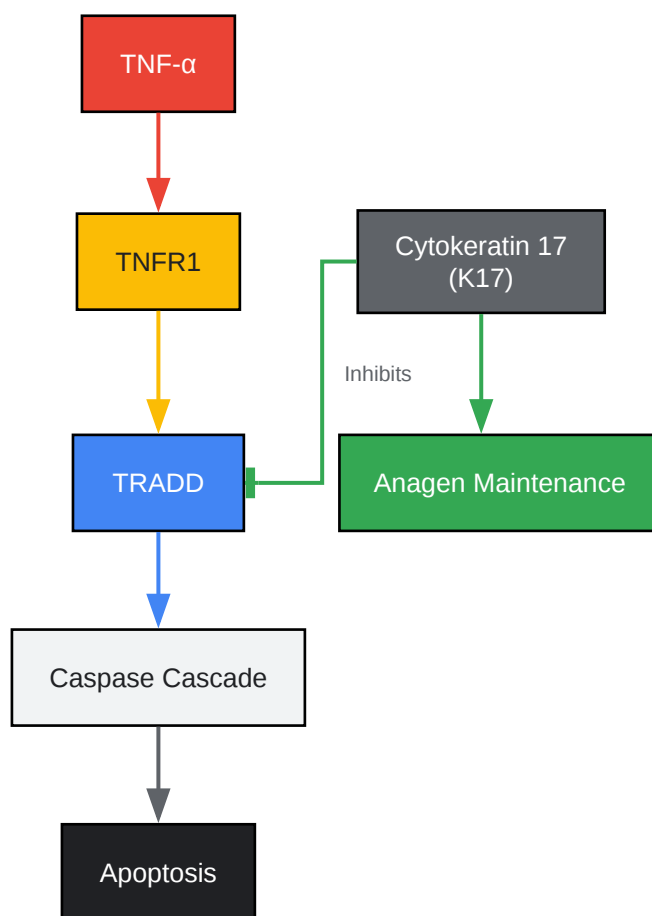 TNF-α
TNFR1
Cytokeratin 17
(K17)
Inhibits
TRADD
Anagen Maintenance
Caspase Cascade
Apoptosis